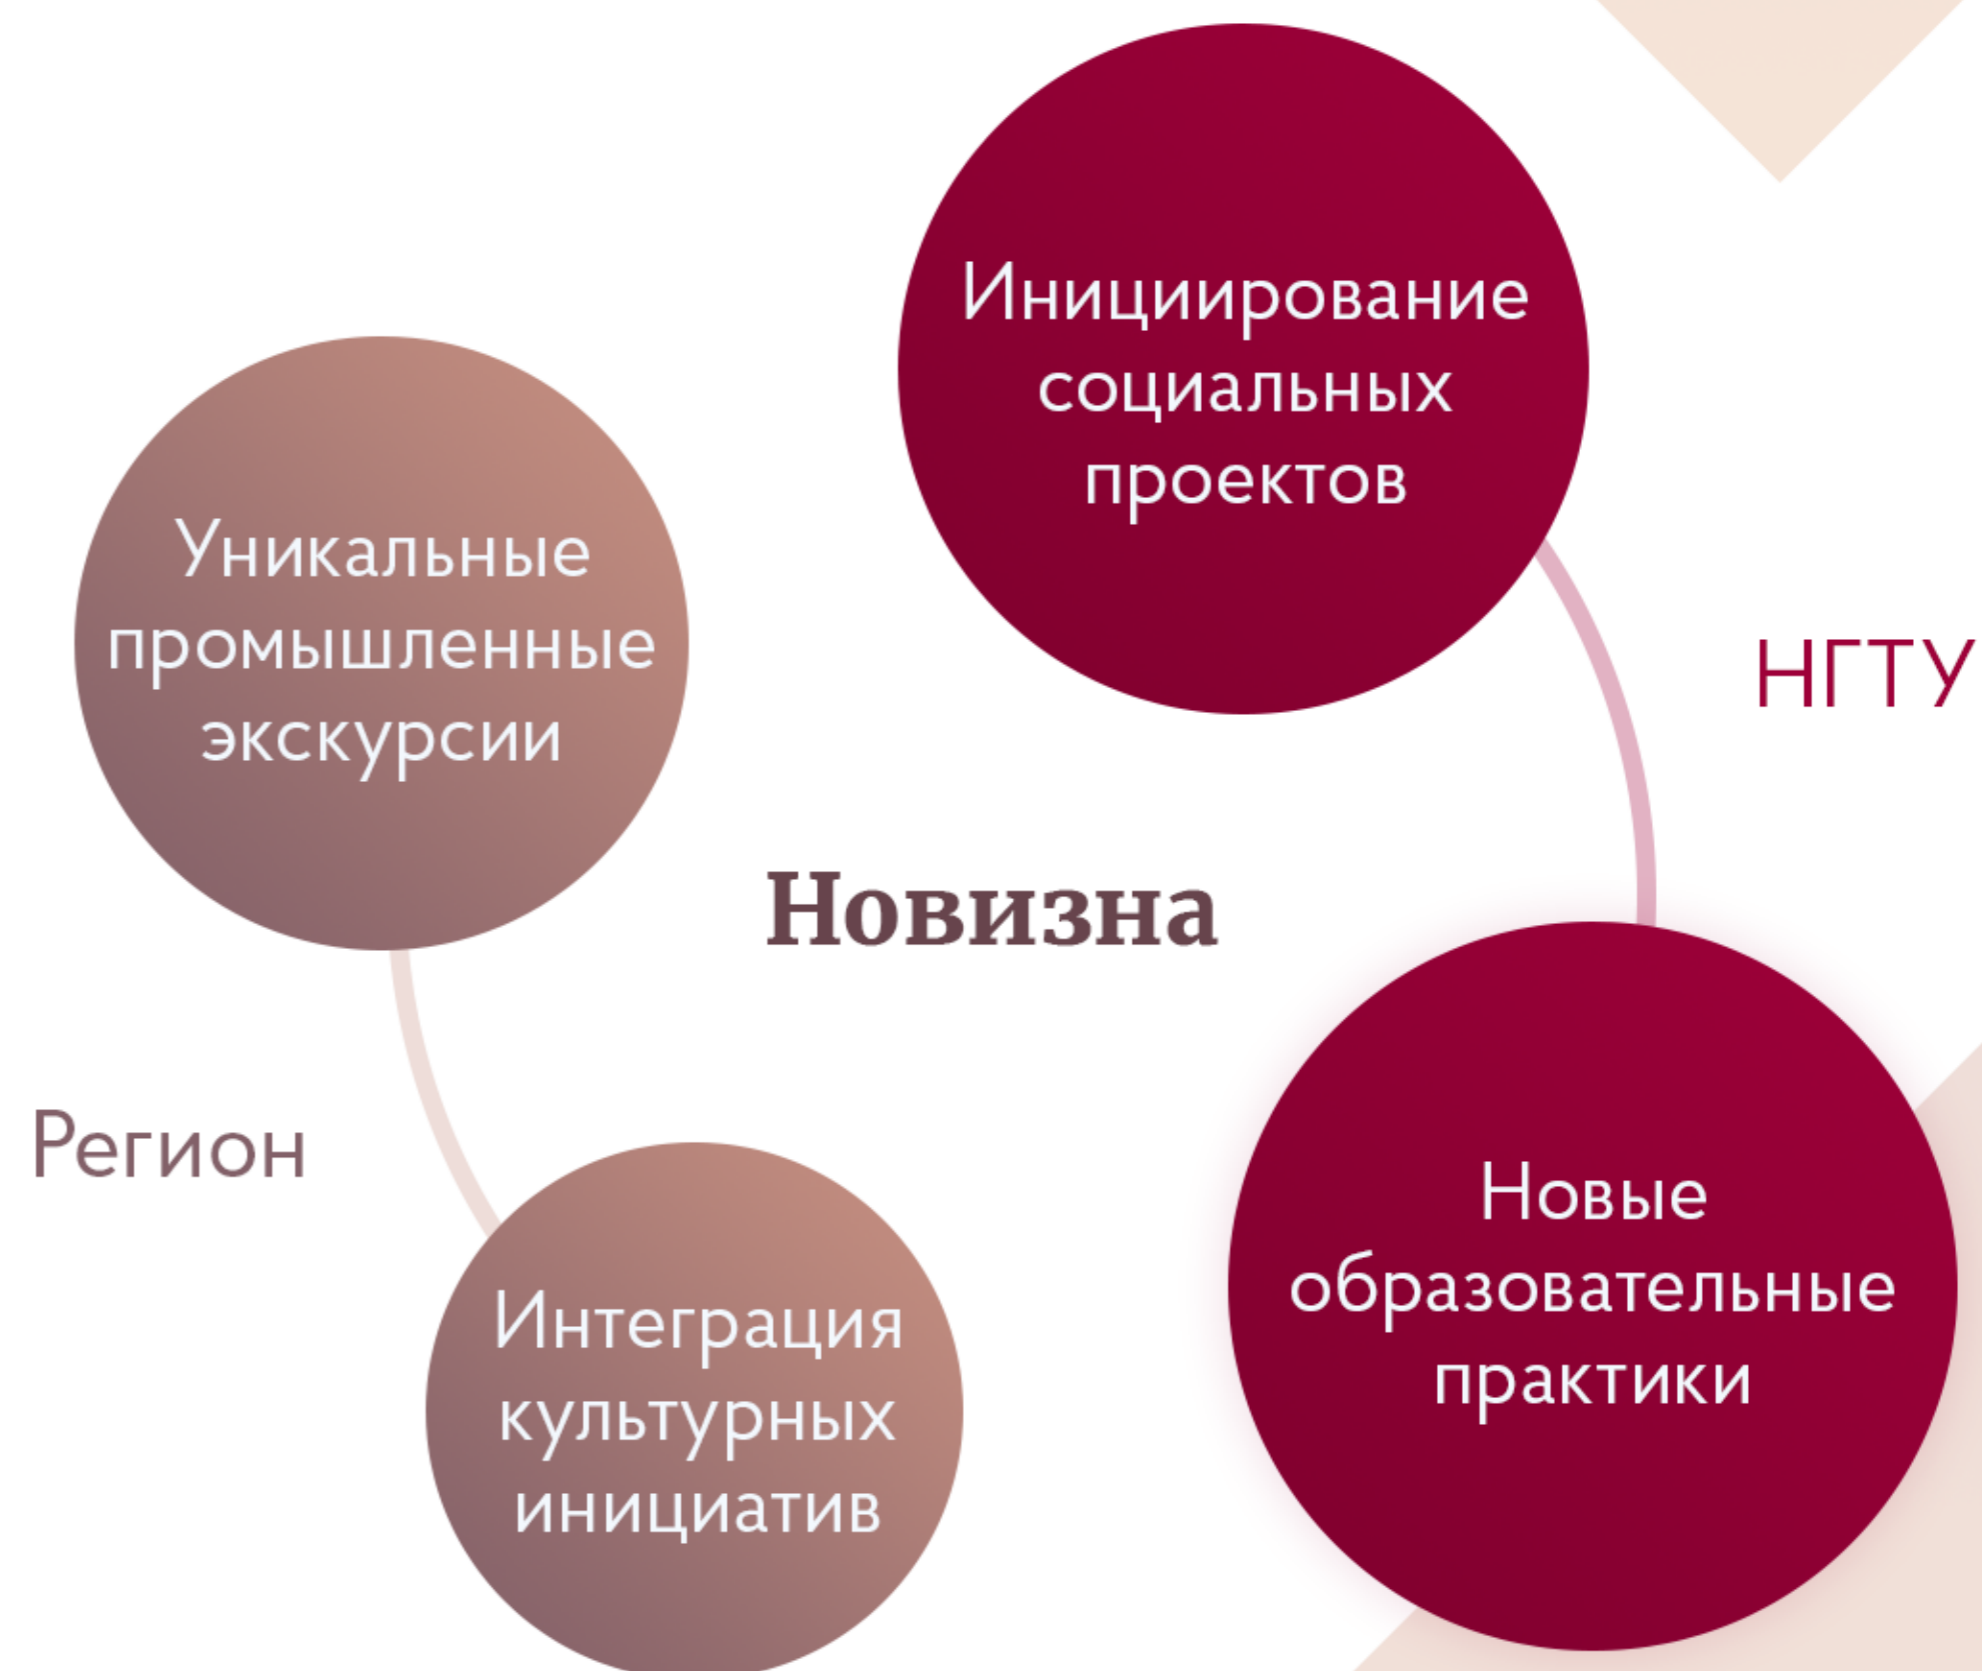 Инициирование
социальных
проектов
Уникальные
промышленные
экскурсии
НГТУ
Новизна
Регион
Новые
образовательные
практики
Интеграция
культурных
инициатив